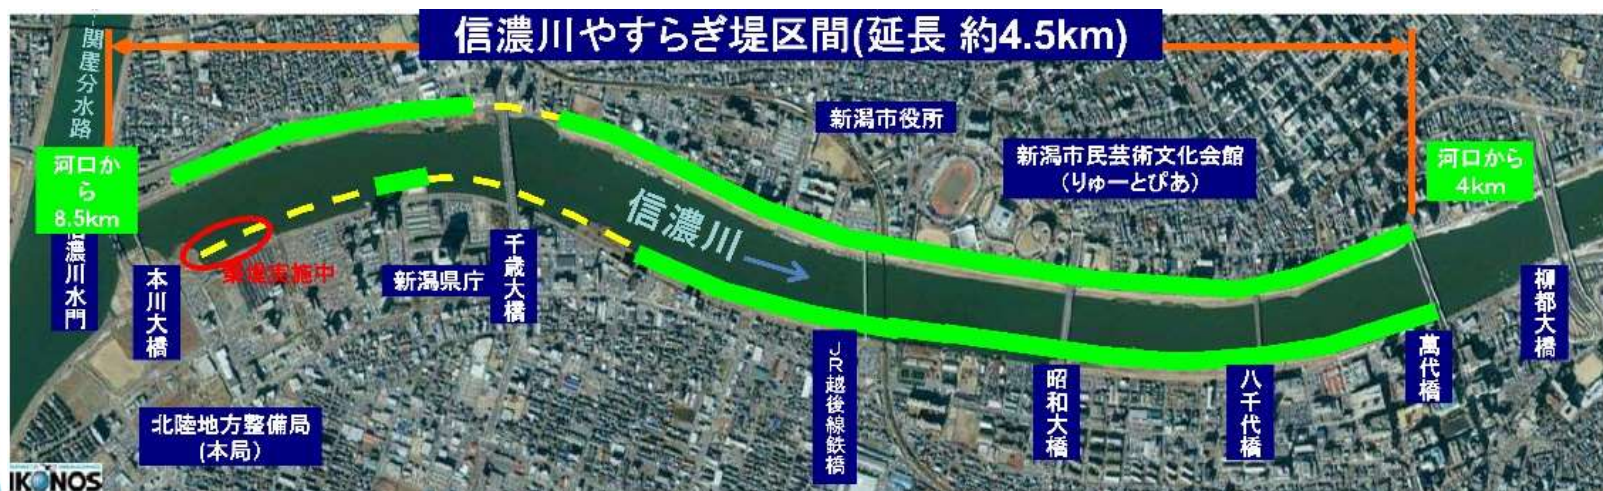 信濃川やすらぎ堤区間(延長 約4.5km)
関屋分水路
河口か
ら
8.5km
新潟市役所
新潟市民芸術文化会館
(りゅーとぴあ)
河口から
4km
信濃川
信濃川水門
本川大橋
実施中
新潟県庁
千歳大橋
JR越後線鉄橋
昭和大橋
八千代橋
萬代橋
柳都大橋
北陸地方整備局
(本局)
IKONOS